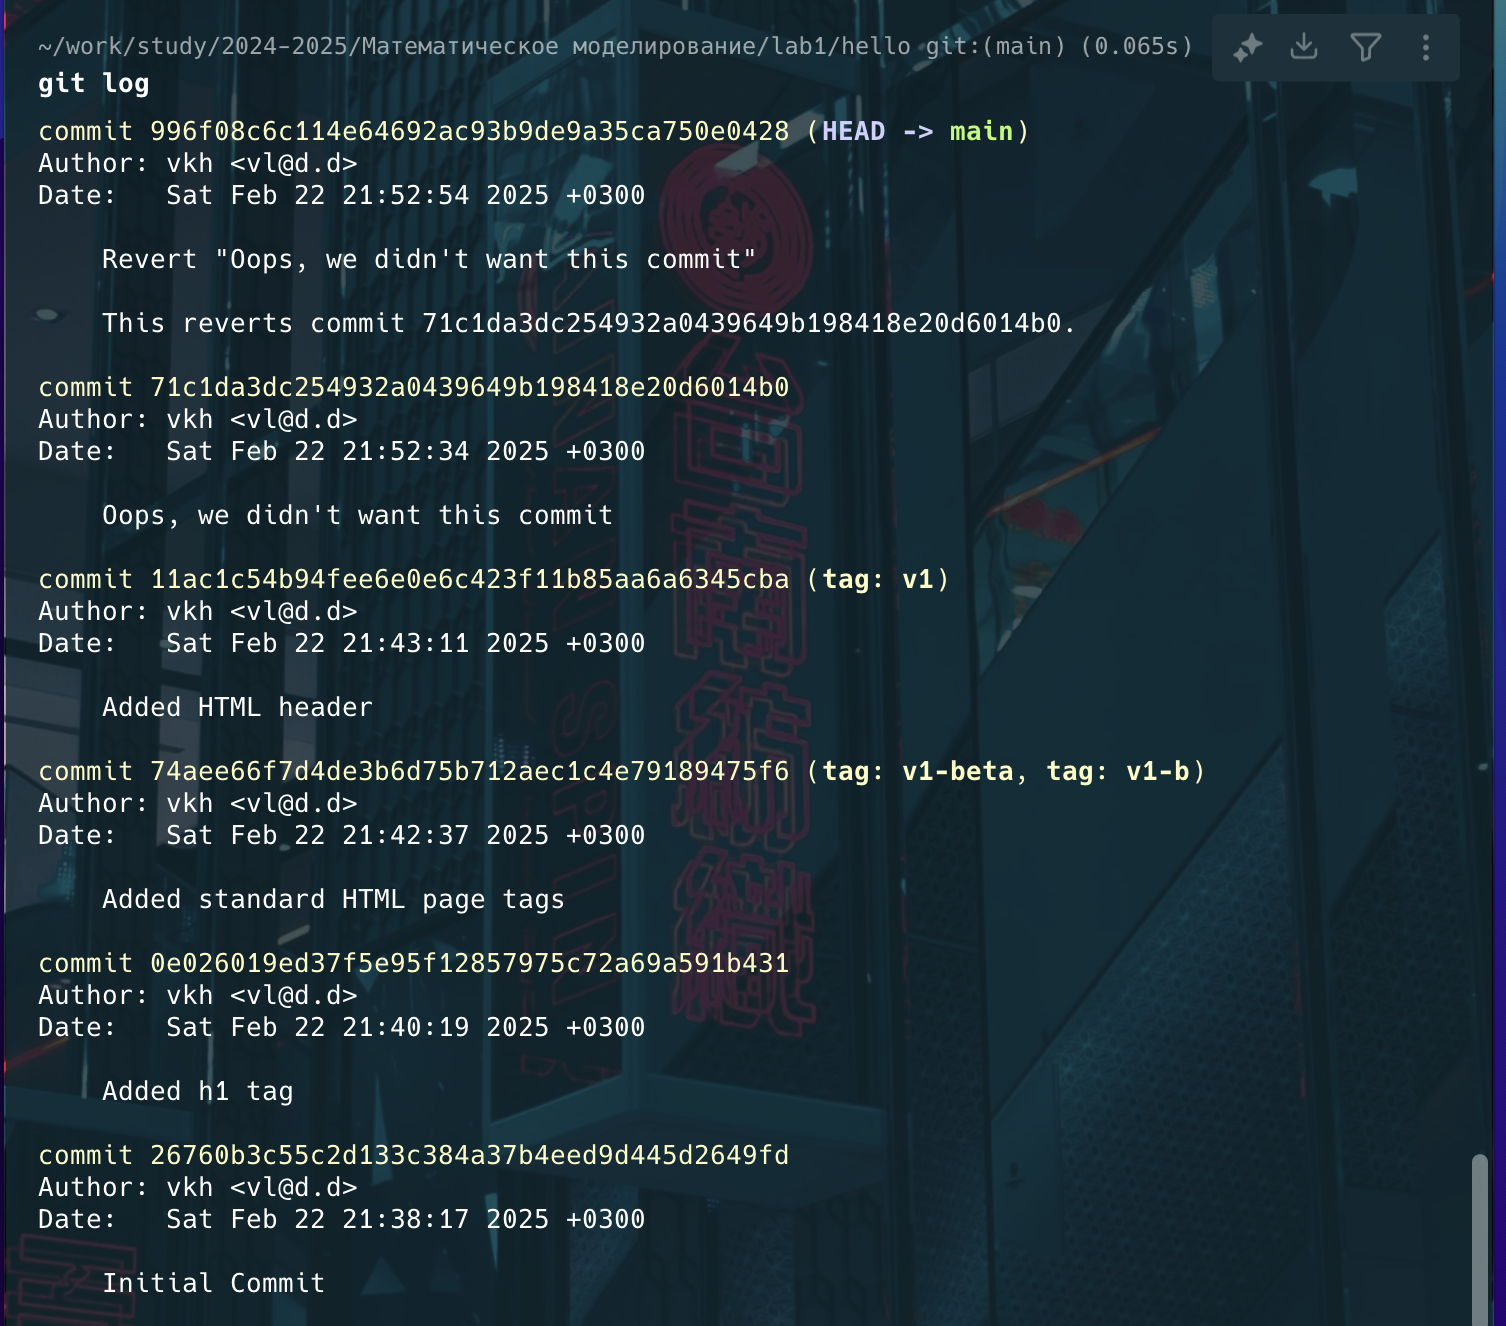 ~/work/study/2024-2025/Математическое моделирование/lab1/hello git:(main) (0.065s)
git log
commit 996f08c6c114e64692ac93b9de9a35ca750e0428 (HEAD -> main)
Author: vkh <vl@d.d>
Date:   Sat Feb 22 21:52:54 2025 +0300
Revert "Oops, we didn't want this commit"
This reverts commit 71c1da3dc254932a0439649b198418e20d6014b0.
commit 71c1da3dc254932a0439649b198418e20d6014b0
Author: vkh <vl@d.d>
Date:   Sat Feb 22 21:52:34 2025 +0300
Oops, we didn't want this commit
commit 11ac1c54b94fee6e0e6c423f11b85aa6a6345cba (tag: v1)
Author: vkh <vl@d.d>
Date:   Sat Feb 22 21:43:11 2025 +0300
Added HTML header
commit 74aee66f7d4de3b6d75b712aec1c4e79189475f6 (tag: v1-beta, tag: v1-b)
Author: vkh <vl@d.d>
Date:   Sat Feb 22 21:42:37 2025 +0300
Added standard HTML page tags
commit 0e026019ed37f5e95f12857975c72a69a591b431
Author: vkh <vl@d.d>
Date:   Sat Feb 22 21:40:19 2025 +0300
Added h1 tag
commit 26760b3c55c2d133c384a37b4eed9d445d2649fd
Author: vkh <vl@d.d>
Date:   Sat Feb 22 21:38:17 2025 +0300
Initial Commit